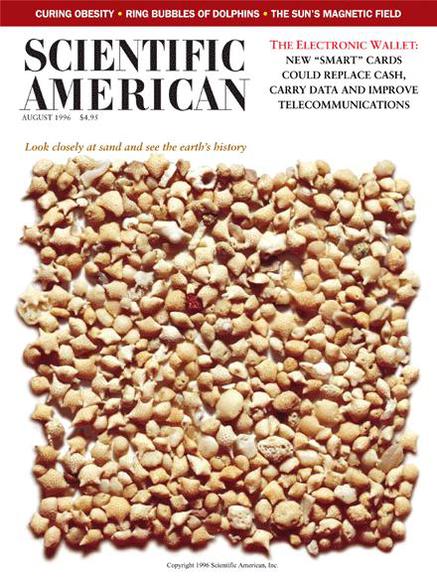 CURING OBESITY • RING BUBBLES OF DOLPHINS • THE SUN'S MAGNETIC FIELD
SCIENTIFIC
AMERICAN
AUGUST 1996 $4.95
THE ELECTRONIC WALLET:
NEW “SMART” CARDS
COULD REPLACE CASH,
CARRY DATA AND IMPROVE
TELECOMMUNICATIONS
Look closely at sand and see the earth's history
Copyright 1996 Scientific American, Inc.